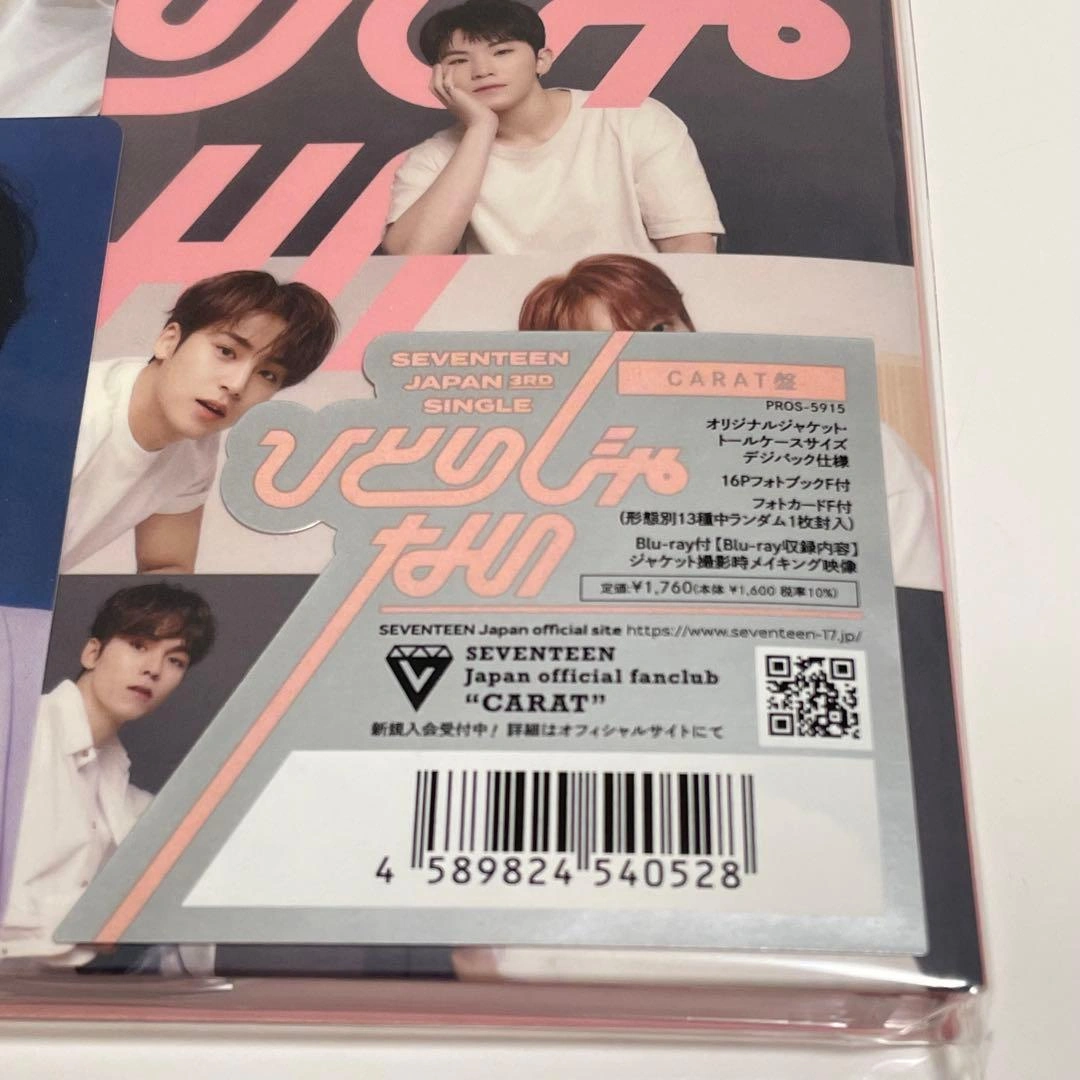 SEVENTEEN
JAPAN 3RD
SINGLE
ひとりじゃ
ない
CARAT盤
PROS-5915
オリジナルジャケット・
トールケースサイズ
デジパック仕様
16PフォトブックF付
フォトカードF付
(形態別13種中ランダム1枚封入)
Blu-ray付【Blu-ray収録内容】
ジャケット撮影時メイキング映像
定価:¥1,760(本体 ¥1,600 税率10%)
SEVENTEEN Japan official site https://www.seventeen-17.jp/
SEVENTEEN
Japan official fanclub
“CARAT”
新規入会受付中! 詳細はオフィシャルサイトにて
4 589824 540528